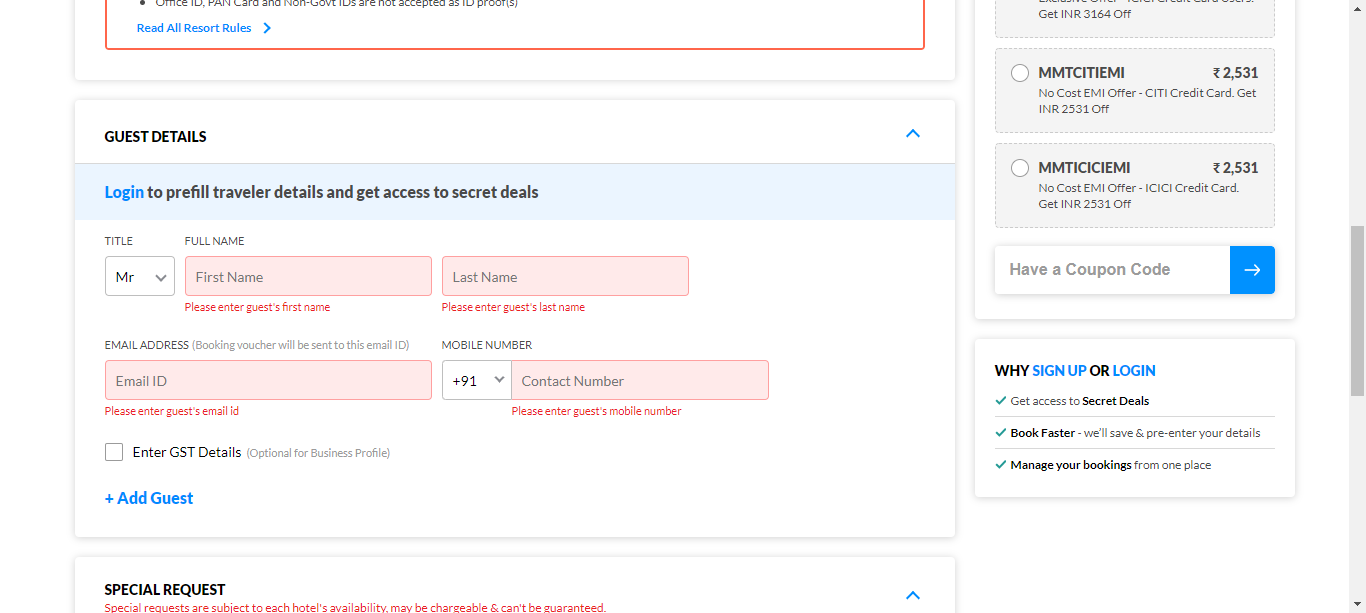 Office ID, PAN Card and Non-Govt IDs are not accepted as ID proof(s)
Read All Resort Rules
GUEST DETAILS
Login to prefill traveler details and get access to secret deals
TITLE
FULL NAME
Mr
First Name
Last Name
Please enter guest's first name
Please enter guest's last name
EMAIL ADDRESS (Booking voucher will be sent to this email ID)
MOBILE NUMBER
Email ID
+91
Contact Number
Please enter guest's email id
Please enter guest's mobile number
Enter GST Details (Optional for Business Profile)
+ Add Guest
SPECIAL REQUEST
Special requests are subject to each hotel's availability, may be chargeable & can't be guaranteed.
Exclusive Offer - ICICI Credit Card Users.
Get INR 3164 Off
MMTCITIEMI
₹ 2,531
No Cost EMI Offer - CITI Credit Card. Get
INR 2531 Off
MMTICICIEMI
₹ 2,531
No Cost EMI Offer - ICICI Credit Card.
Get INR 2531 Off
Have a Coupon Code
WHY SIGN UP OR LOGIN
Get access to Secret Deals
Book Faster - we'll save & pre-enter your details
Manage your bookings from one place